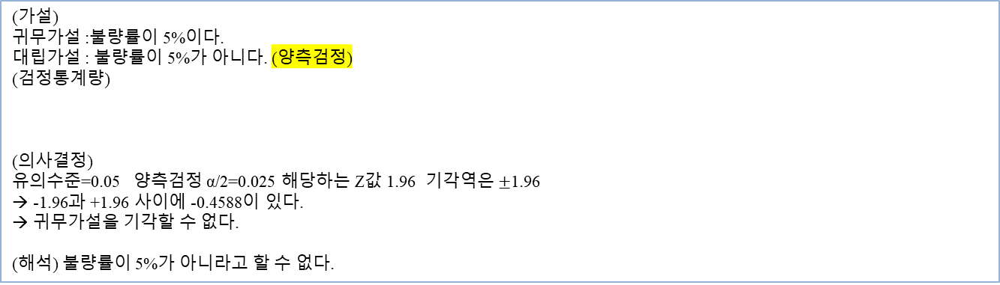 (가설)
귀무가설 :불량률이 5%이다.
대립가설 : 불량률이 5%가 아니다. (양측검정)
(검정통계량)
(의사결정)
유의수준=0.05 양측검정 α/2=0.025 해당하는 Z값 1.96 기각역은 ±1.96
→ -1.96과 +1.96 사이에 -0.4588이 있다.
→ 귀무가설을 기각할 수 없다.
(해석) 불량률이 5%가 아니라고 할 수 없다.